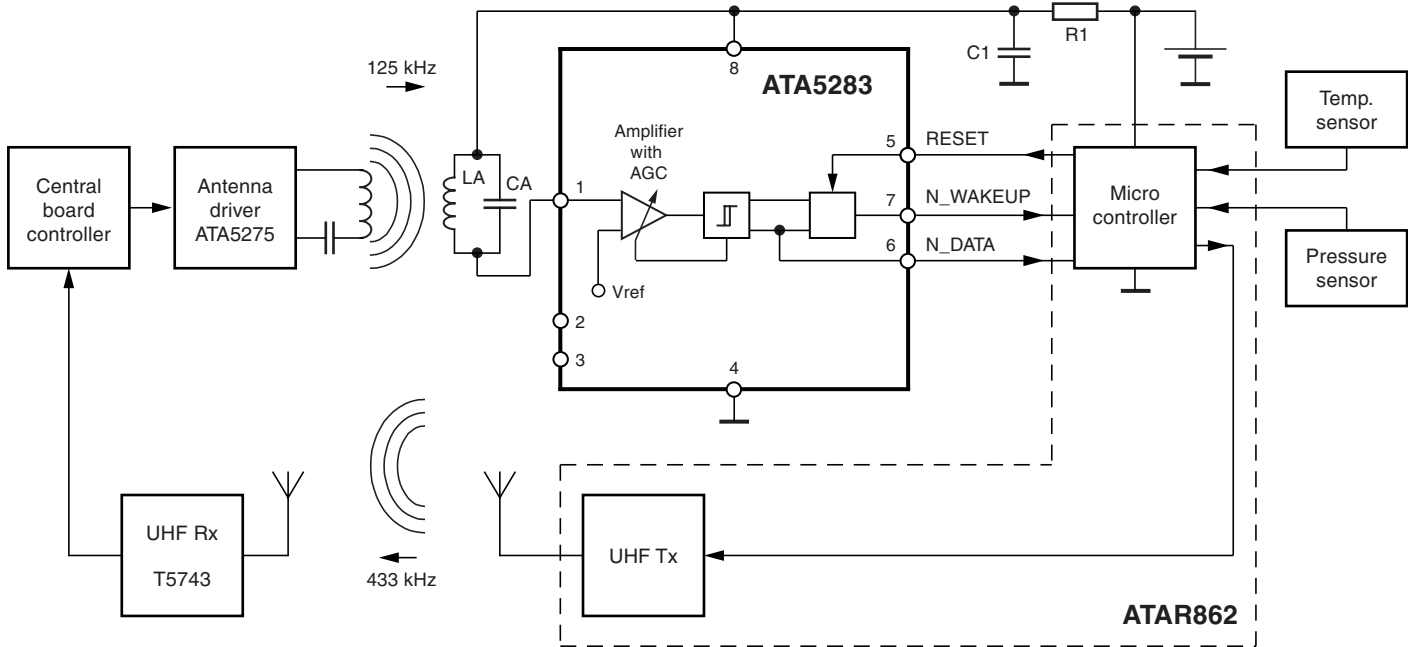 125 kHz
8
ATA5283
C1
R1
Temp.
sensor
Central
board
controller
Antenna
driver
ATA5275
LA
CA
1
Amplifier
with
AGC
Vref
2
3
4
5
RESET
7
N_WAKEUP
6
N_DATA
Micro
controller
Pressure
sensor
UHF Rx
T5743
433 kHz
UHF Tx
ATAR862